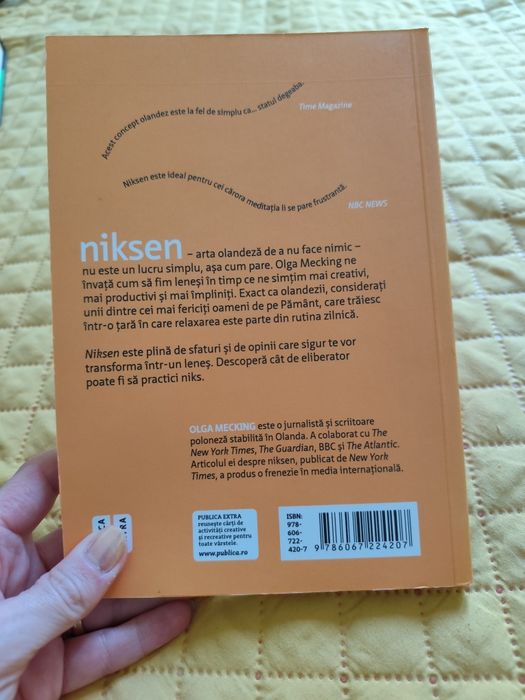 Acest concept olandez este la fel de simplu ca... statul degeaba.
Time Magazine
Niksen este ideal pentru cei cărora meditația li se pare frustrantă.
NBC NEWS
niksen – arta olandeză de a nu face nimic –
nu este un lucru simplu, așa cum pare. Olga Mecking ne
învață cum să fim leneși în timp ce ne simțim mai creativi,
mai productivi și mai împliniți. Exact ca olandezii, considerați
unii dintre cei mai fericiți oameni de pe Pământ, care trăiesc
într-o țară în care relaxarea este parte din rutina zilnică.
Niksen este plină de sfaturi și de opinii care sigur te vor
transforma într-un leneș. Descoperă cât de eliberator
poate fi să practici niks.
OLGA MECKING este o jurnalistă și scriitoare
poloneză stabilită în Olanda. A colaborat cu The
New York Times, The Guardian, BBC și The Atlantic.
Articolul ei despre niksen, publicat de New York
Times, a produs o frenezie în media internațională.
PUBLICA EXTRA
reunește cărți de
activități creative
și recreative pentru
toate vârstele.
www.publica.ro
ISBN:
978-
606-
722-
420-7
9 786067 224207